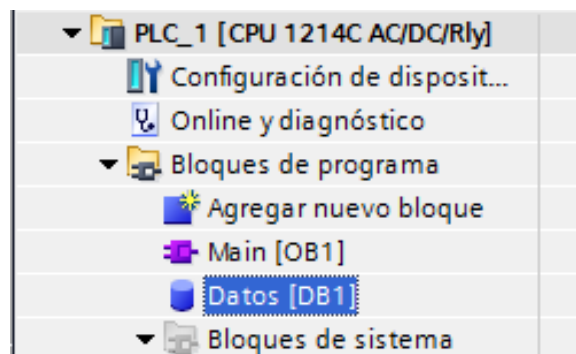 PLC_1 [CPU 1214C AC/DC/Rly]
Configuración de disposit...
Online y diagnóstico
Bloques de programa
Agregar nuevo bloque
Main [OB1]
Datos [DB1]
Bloques de sistema